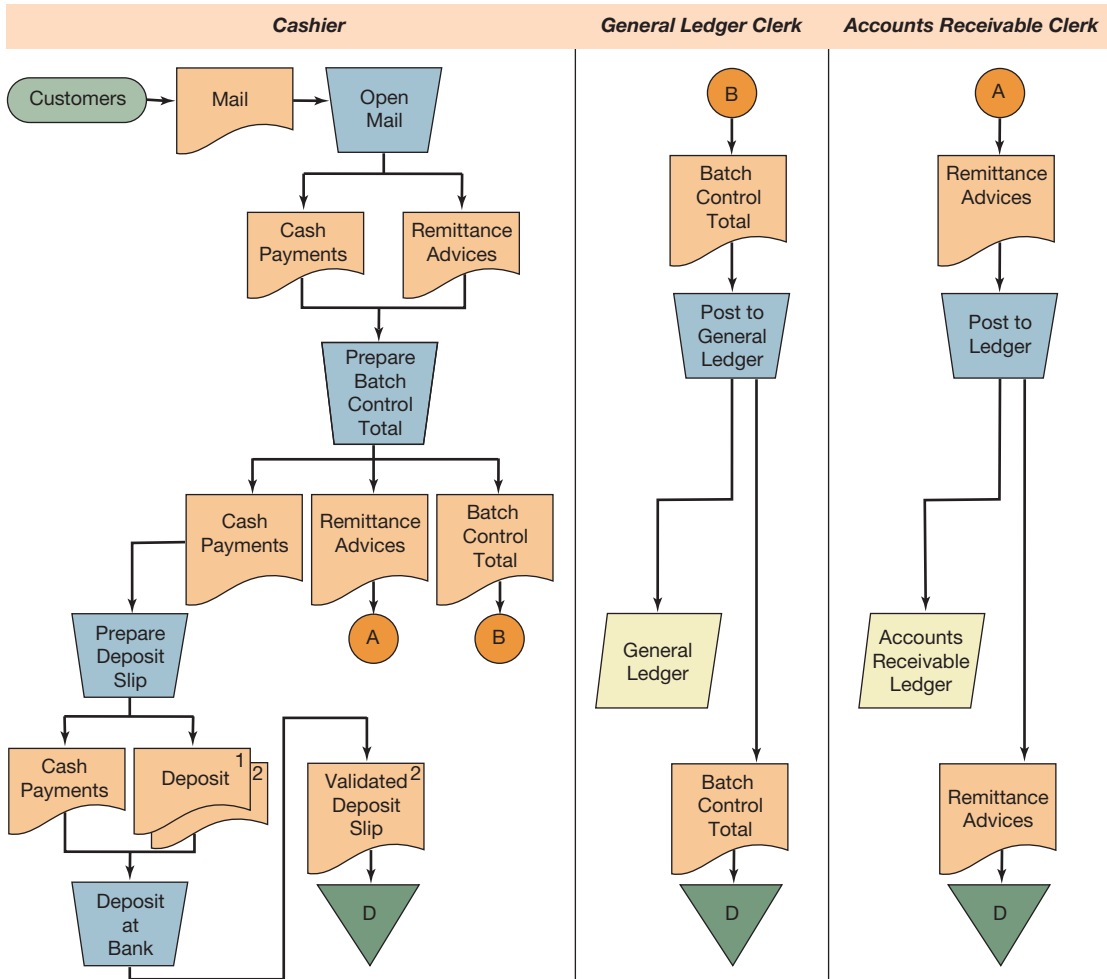 Cashier
General Ledger Clerk
Accounts Receivable Clerk
Customers
Mail
Open
Mail
Cash
Payments
Remittance
Advices
Prepare
Batch
Control
Total
Cash
Payments
Remittance
Advices
Batch
Control
Total
A
B
Prepare
Deposit
Slip
Cash
Payments
Deposit
1
2
Deposit
at
Bank
Validated
2
Deposit
Slip
D
B
Batch
Control
Total
Post to
General
Ledger
General
Ledger
Batch
Control
Total
D
A
Remittance
Advices
Post to
Ledger
Accounts
Receivable
Ledger
Remittance
Advices
D